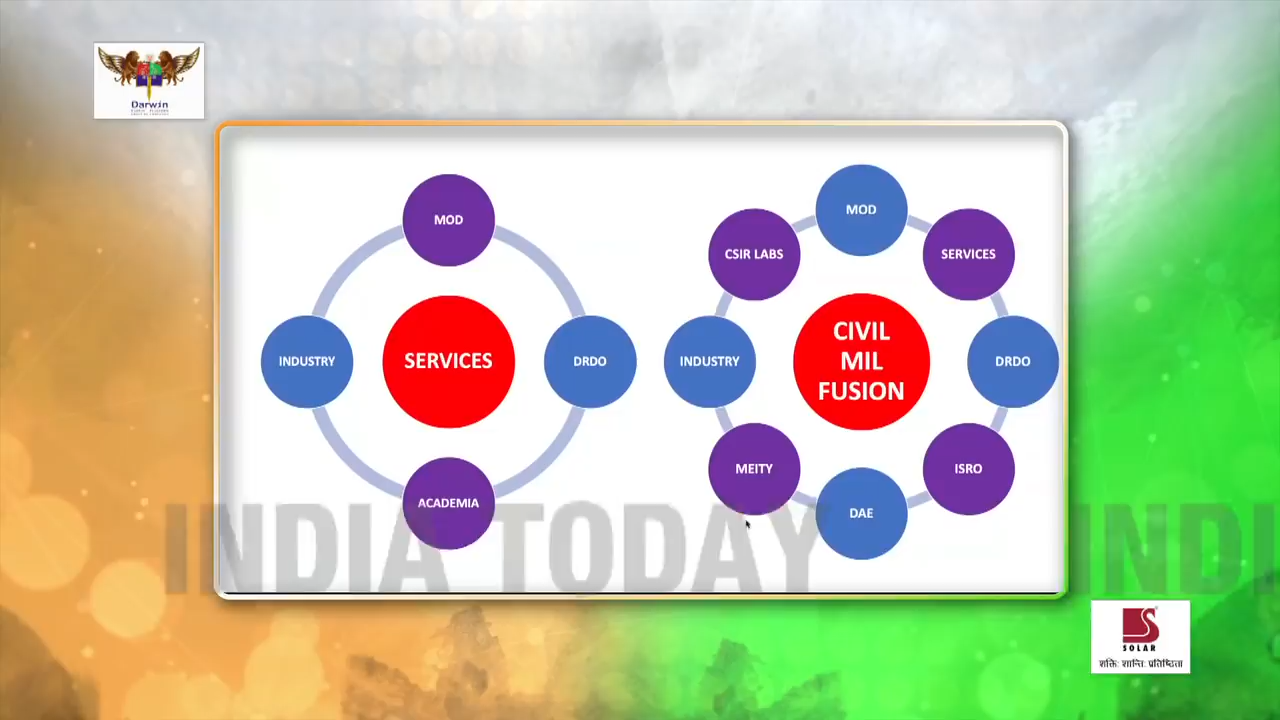 Darwin
MOD
INDUSTRY
SERVICES
DRDO
ACADEMIA
MOD
CSIR LABS
SERVICES
INDUSTRY
CIVIL
MIL
FUSION
DRDO
MEITY
ISRO
DAE
INDIA TODAY
INDI
SOLAR
शक्तिः शान्तिः प्रतिष्ठिता